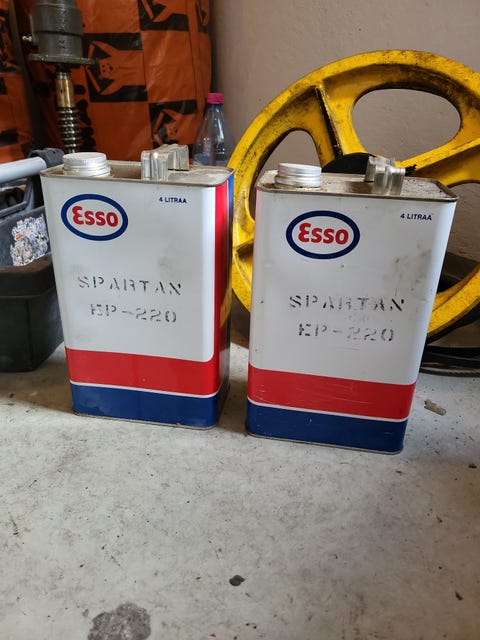 Esso
4 LITRAA
SPARTAN
EP-220
Esso
4 LITRAA
SPARTAN
EP-220